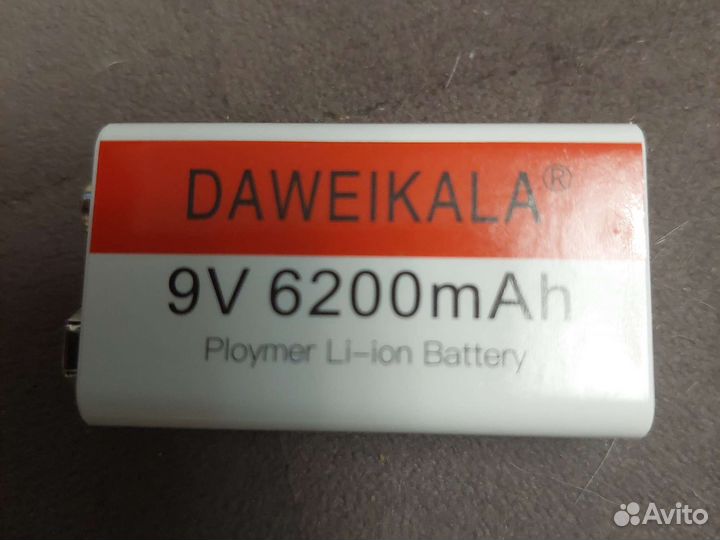 DAWEIKALA®
9V 6200mAh
Ploymer Li-ion Battery
Avito